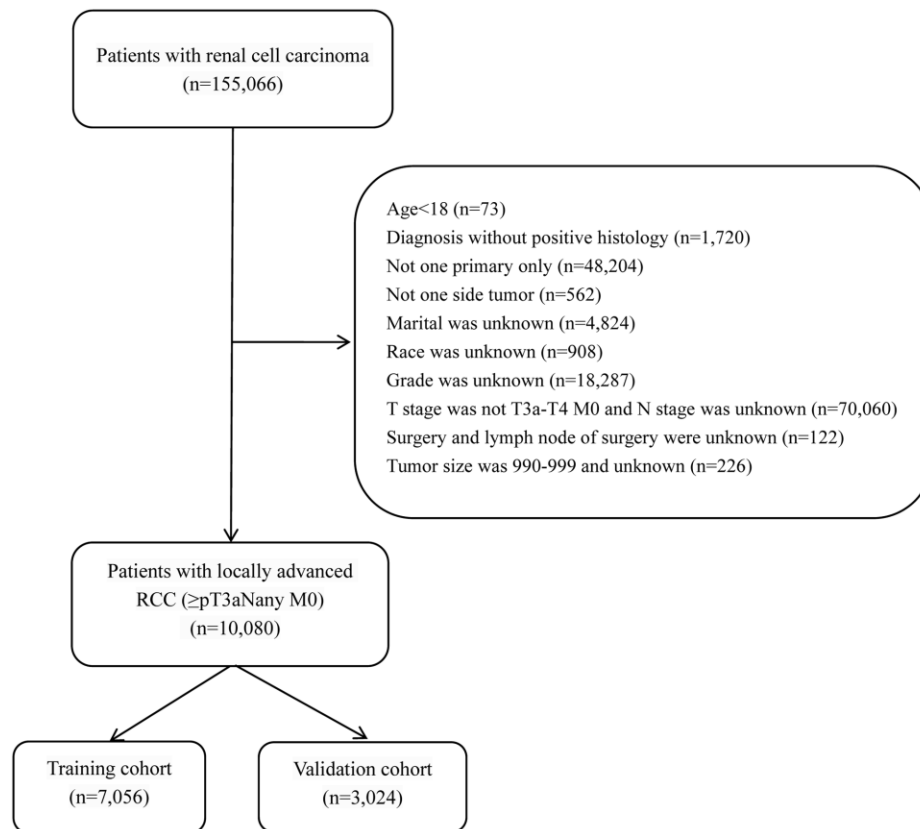 Patients with renal cell carcinoma
(n=155,066)
Age<18 (n=73)
Diagnosis without positive histology (n=1,720)
Not one primary only (n=48,204)
Not one side tumor (n=562)
Marital was unknown (n=4,824)
Race was unknown (n=908)
Grade was unknown (n=18,287)
T stage was not T3a-T4 M0 and N stage was unknown (n=70,060)
Surgery and lymph node of surgery were unknown (n=122)
Tumor size was 990-999 and unknown (n=226)
Patients with locally advanced
RCC (≥pT3aNany M0)
(n=10,080)
Training cohort
(n=7,056)
Validation cohort
(n=3,024)